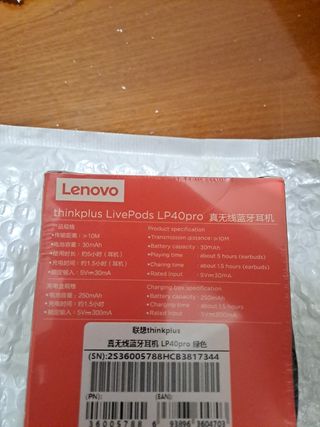 Lenovo
thinkplus LivePods LP40pro 真无线蓝牙耳机
产品规格
• 传输距离：≥10M
• 电池容量：30mAh
• 使用时长：约5小时（耳机）
• 充电时间：约1.5小时（耳机）
• 额定输入：5V⎓30mA
Product specification
• Transmission distance: ≥10M
• Battery capacity: 30mAh
• Playing time : about 5 hours (earbuds)
• Charing time : about 1.5 hours (earbuds)
• Rated input : 5V⎓30mA
充电盒规格
• 电池容量：250mAh
• 充电时间：约1.5小时
• 额定输入：5V⎓300mA
Charging box specification
• Battery capacity: 250mAh
• Charing time : about 1.5 hours
• Rated input : 5V⎓300mA
联想thinkplus
真无线蓝牙耳机 LP40pro 绿色
(SN):2S3600S788HCB3817344
(PN):
(EAN):